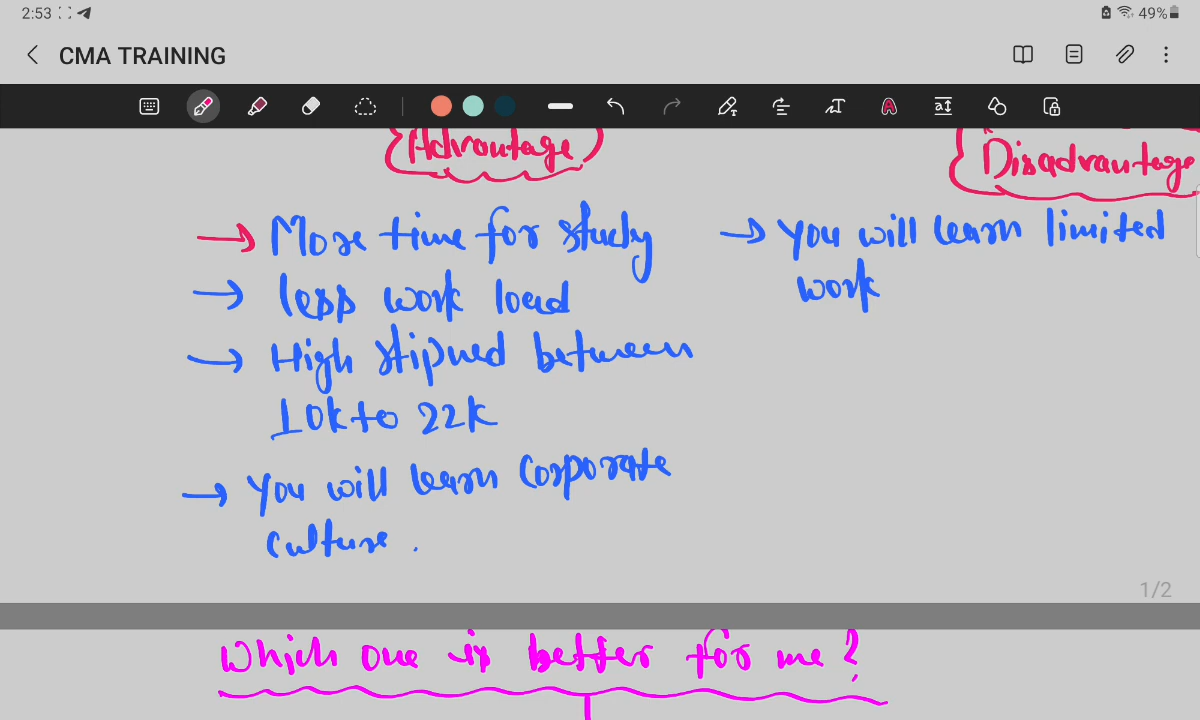 2:53
49%
CMA TRAINING
Advantage
Disadvantage
→ More time for study
→ less work load
→ High stipned between
10k to 22k
→ You will learn Corporate
Culture.
→ You will learn limited
work
1/2
Which one is better for me?